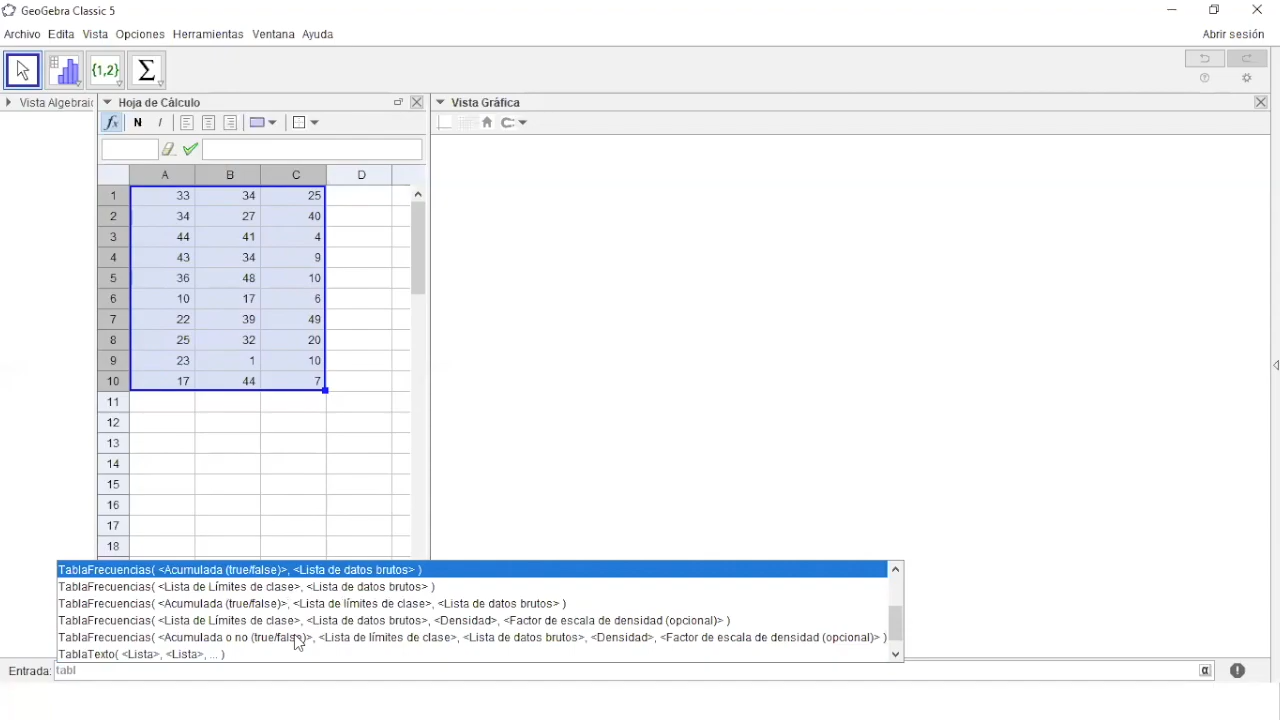 GeoGebra Classic 5
Archivo Edita Vista Opciones Herramientas Ventana Ayuda Abrir sesión
{1,2} Σ
Vista Algebraic Hoja de Cálculo Vista Gráfica
fx N I
A B C D
1 33 34 25
2 34 27 40
3 44 41 4
4 43 34 9
5 36 48 10
6 10 17 6
7 22 39 49
8 25 32 20
9 23 1 10
10 17 44 7
11
12
13
14
15
16
17
18
TablaFrecuencias( <Acumulada (true/false)>, <Lista de datos brutos> )
TablaFrecuencias( <Lista de Límites de clase>, <Lista de datos brutos> )
TablaFrecuencias( <Acumulada (true/false)>, <Lista de límites de clase>, <Lista de datos brutos> )
TablaFrecuencias( <Lista de Límites de clase>, <Lista de datos brutos>, <Densidad>, <Factor de escala de densidad (opcional)> )
TablaFrecuencias( <Acumulada o no (true/false)>, <Lista de límites de clase>, <Lista de datos brutos>, <Densidad>, <Factor de escala de densidad (opcional)> )
TablaTexto( <Lista>, <Lista>, ... )
Entrada: tabl α